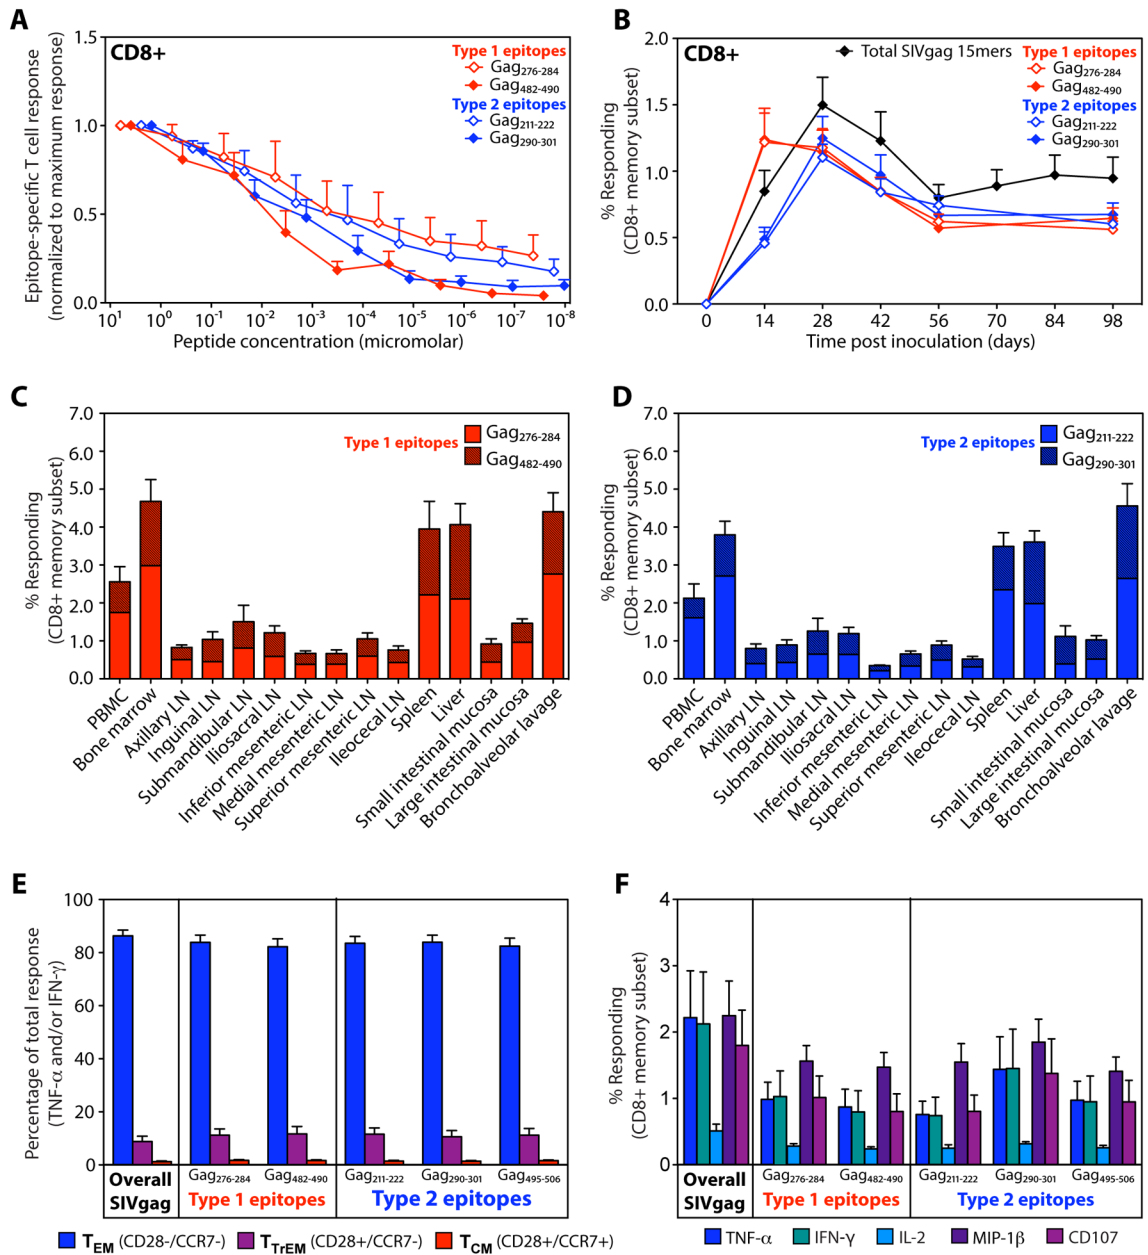 A
CD8+
Type 1 epitopes
Gag276-284
Gag482-490
Type 2 epitopes
Gag211-222
Gag290-301
Epitope-specific T cell response
(normalized to maximum response)
1.5
1.0
0.5
0.0
10¹ 10⁰ 10⁻¹ 10⁻² 10⁻³ 10⁻⁴ 10⁻⁵ 10⁻⁶ 10⁻⁷ 10⁻⁸
Peptide concentration (micromolar)
B
CD8+
Total SIVgag 15mers
Type 1 epitopes
Gag276-284
Gag482-490
Type 2 epitopes
Gag211-222
Gag290-301
% Responding
(CD8+ memory subset)
2.0
1.5
1.0
0.5
0.0
0 14 28 42 56 70 84 98
Time post inoculation (days)
C
Type 1 epitopes
Gag276-284
Gag482-490
% Responding
(CD8+ memory subset)
7.0
6.0
5.0
4.0
3.0
2.0
1.0
0.0
PBMC
Bone marrow
Axillary LN
Inguinal LN
Submandibular LN
Iliosacral LN
Inferior mesenteric LN
Medial mesenteric LN
Superior mesenteric LN
Ileocecal LN
Spleen
Liver
Small intestinal mucosa
Large intestinal mucosa
Bronchoalveolar lavage
D
Type 2 epitopes
Gag211-222
Gag290-301
% Responding
(CD8+ memory subset)
7.0
6.0
5.0
4.0
3.0
2.0
1.0
0.0
PBMC
Bone marrow
Axillary LN
Inguinal LN
Submandibular LN
Iliosacral LN
Inferior mesenteric LN
Medial mesenteric LN
Superior mesenteric LN
Ileocecal LN
Spleen
Liver
Small intestinal mucosa
Large intestinal mucosa
Bronchoalveolar lavage
E
Percentage of total response
(TNF-α and/or IFN-γ)
100
80
60
40
20
0
Overall
SIVgag
Gag276-284 Gag482-490
Type 1 epitopes
Gag211-222 Gag290-301 Gag495-506
Type 2 epitopes
TEM (CD28-/CCR7-) TTrEM (CD28+/CCR7-) TCM (CD28+/CCR7+)
F
% Responding
(CD8+ memory subset)
4
3
2
1
0
Overall
SIVgag
Gag276-284 Gag482-490
Type 1 epitopes
Gag211-222 Gag290-301 Gag495-506
Type 2 epitopes
TNF-α IFN-γ IL-2 MIP-1β CD107